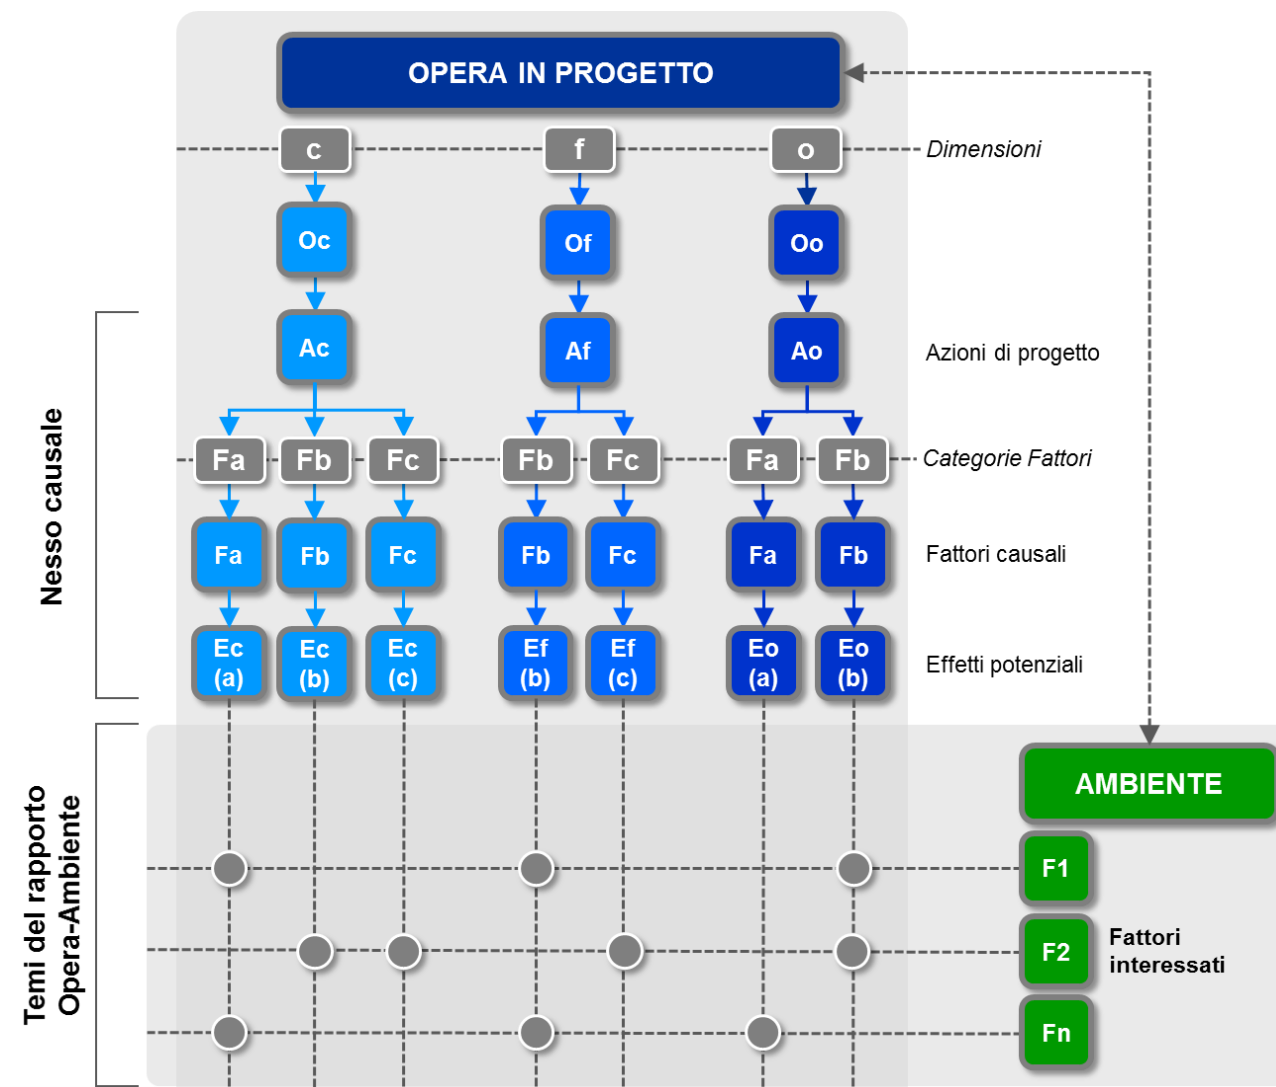 OPERA IN PROGETTO
c f o Dimensioni
Oc Of Oo
Ac Af Ao Azioni di progetto
Fa Fb Fc Fb Fc Fa Fb Categorie Fattori
Fa Fb Fc Fb Fc Fa Fb Fattori causali
Ec Ec Ec Ef Ef Eo Eo Effetti potenziali
(a) (b) (c) (b) (c) (a) (b)
Nesso causale
AMBIENTE
F1
F2 Fattori
interessati
Fn
Temi del rapporto
Opera-Ambiente